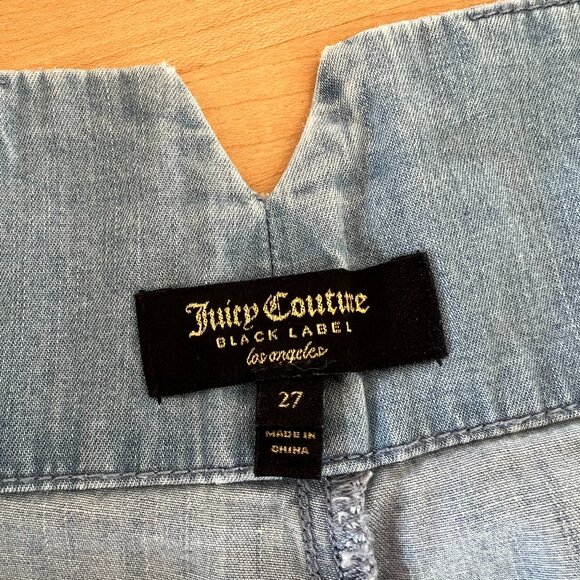 Juicy Couture
BLACK LABEL
los angeles
27
MADE IN
CHINA